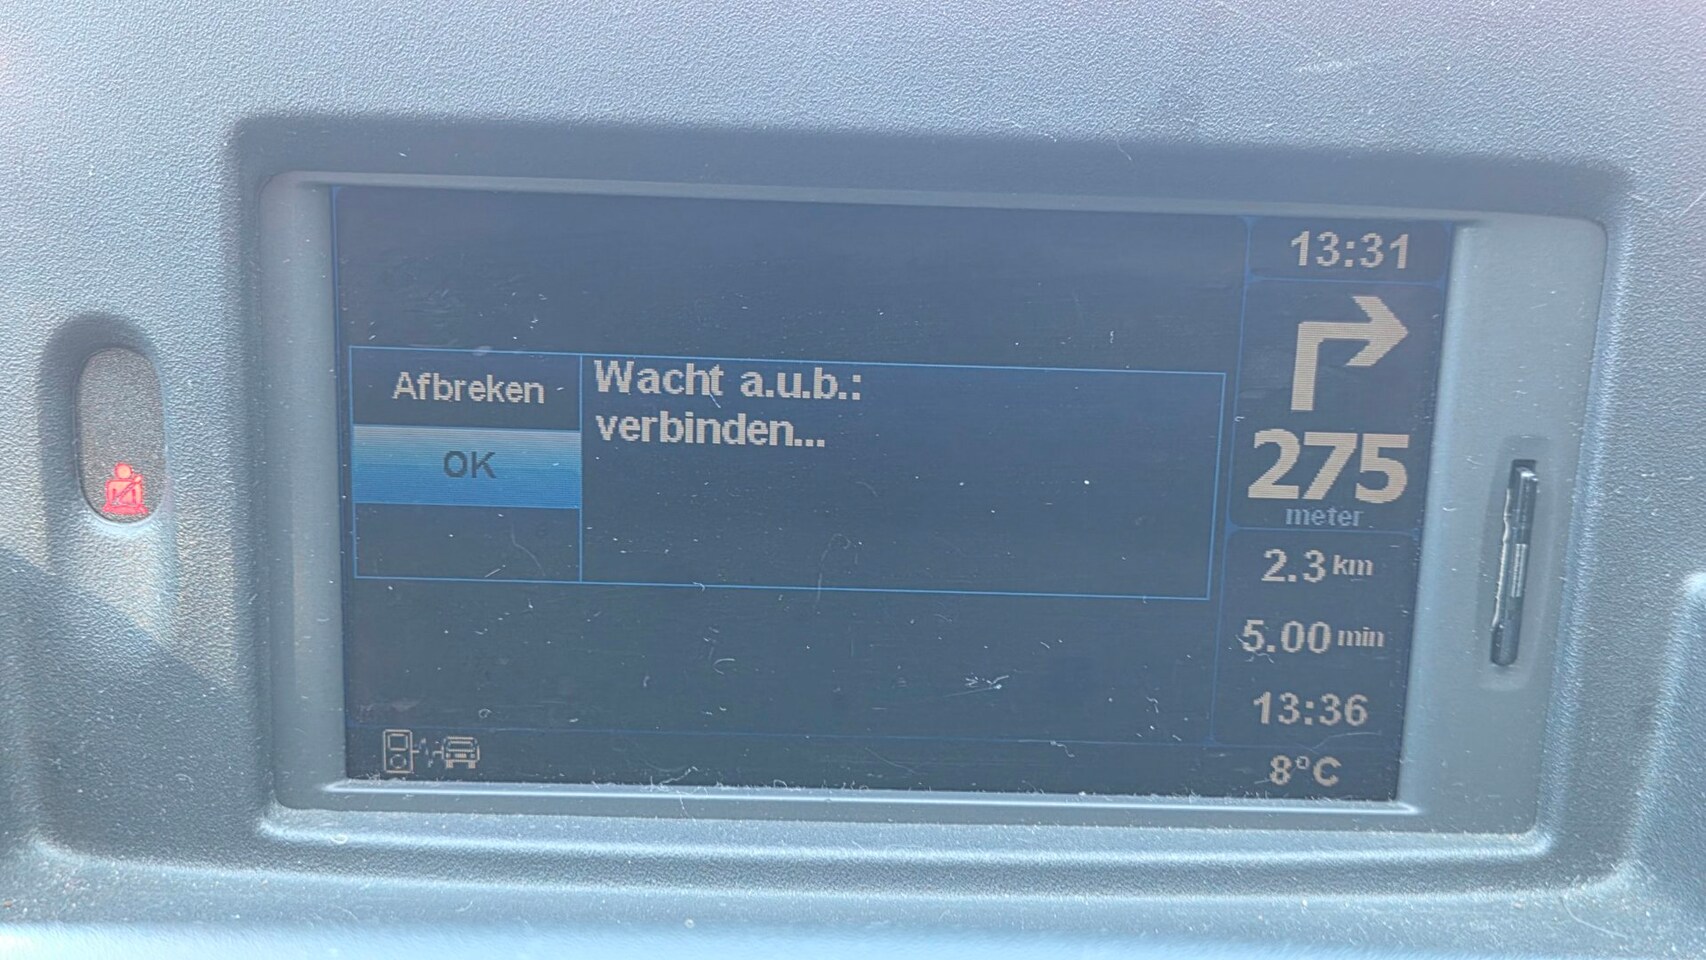 13:31
Afbreken
OK
Wacht a.u.b.:
verbinden...
275
meter
2.3 km
5.00 min
13:36
8°C